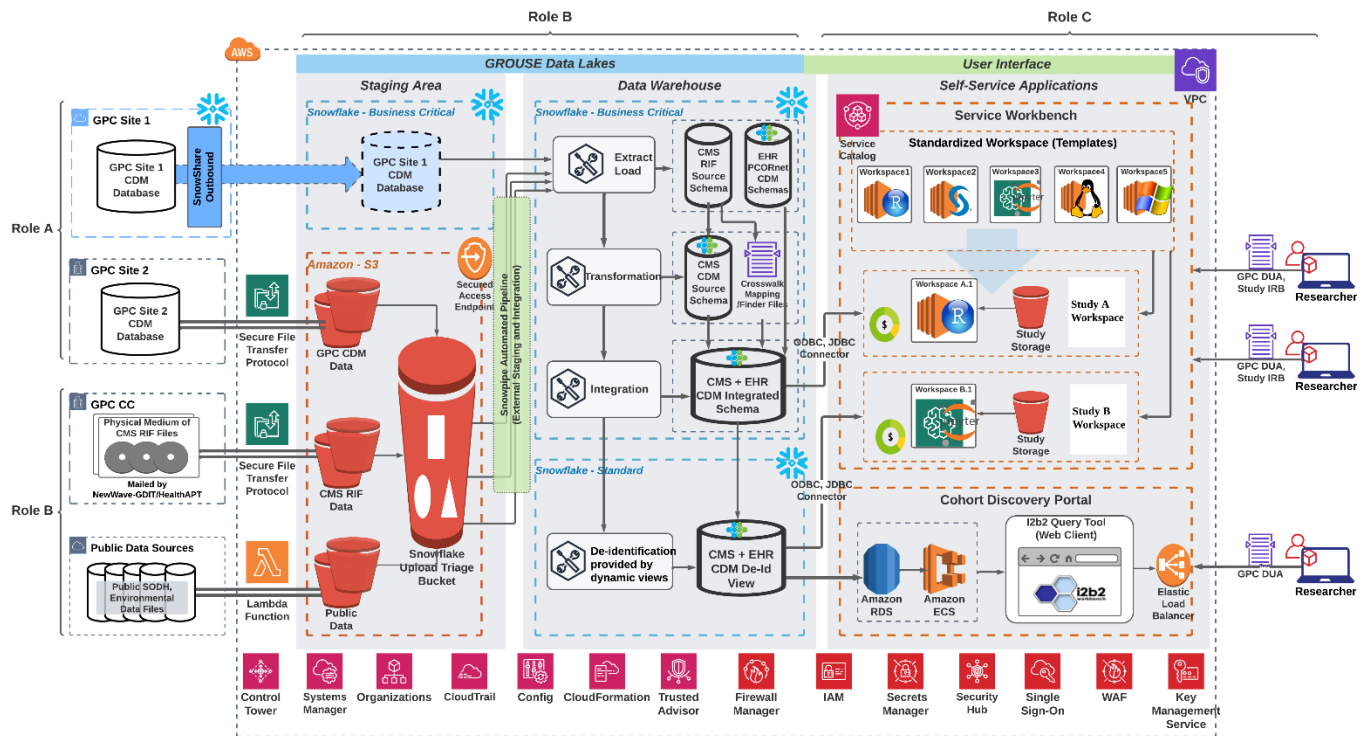 Role B
Role C
AWS
GROUSE Data Lakes
User Interface
Staging Area
Data Warehouse
Self-Service Applications
VPC
Role A
GPC Site 1
GPC Site 1
CDM
Database
SnowShare
Outbound
Snowflake - Business Critical
GPC Site 1
CDM
Database
GPC Site 2
GPC Site 2
CDM
Database
Secure File
Transfer
Protocol
Amazon - S3
Secured
Access
Endpoint
GPC CDM
Data
Role B
GPC CC
Physical Medium of
CMS RIF Files
Mailed by
NewWave-GDIT/HealthAPT
Secure File
Transfer
Protocol
CMS RIF
Data
Public Data Sources
Public SODH,
Environmental
Data Files
Lambda
Function
Public
Data
Snowflake
Upload Triage
Bucket
Snowpipe Automated Pipeline
(External Staging and Integration)
Snowflake - Business Critical
Extract
Load
CMS
RIF
Source
Schema
EHR
PCORnet
CDM
Schemas
Transformation
CMS
CDM
Source
Schema
Crosswalk
Mapping
/Finder Files
Integration
CMS + EHR
CDM Integrated
Schema
Snowflake - Standard
De-identification
provided by
dynamic views
CMS + EHR
CDM De-Id
View
ODBC, JDBC
Connector
ODBC, JDBC
Connector
Service
Catalog
Service Workbench
Standardized Workspace (Templates)
Workspace1
Workspace2
Workspace3
Workspace4
Workspace5
Workspace A.1
R
Study
Storage
Study A
Workspace
Workspace B.1
Study
Storage
Study B
Workspace
Cohort Discovery Portal
Amazon
RDS
Amazon
ECS
I2b2 Query Tool
(Web Client)
i2b2
workbench
Elastic
Load
Balancer
GPC DUA,
Study IRB
Researcher
GPC DUA,
Study IRB
Researcher
GPC DUA
Researcher
Control
Tower
Systems
Manager
Organizations
CloudTrail
Config
CloudFormation
Trusted
Advisor
Firewall
Manager
IAM
Secrets
Manager
Security
Hub
Single
Sign-On
WAF
Key
Management
Service